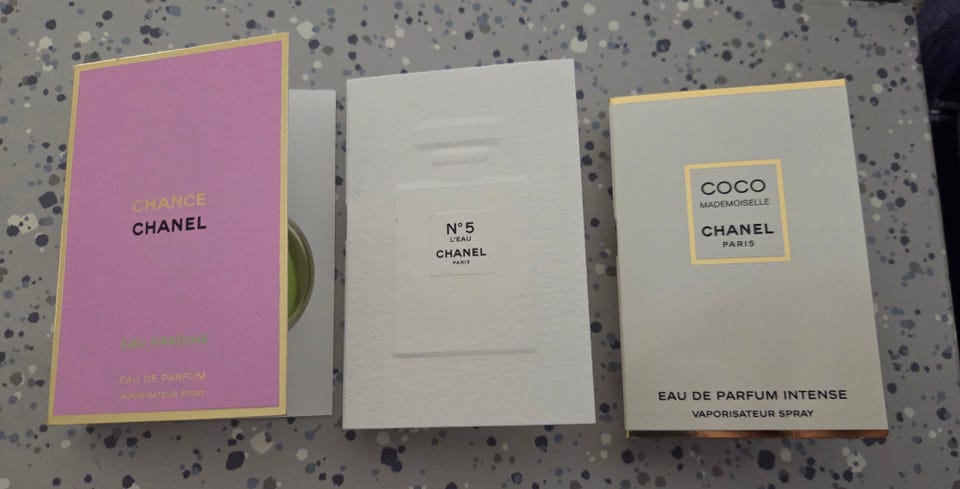 CHANCE
CHANEL
EAU FRAÎCHE
EAU DE PARFUM
VAPORISATEUR SPRAY
N°5
L'EAU
CHANEL
PARIS
COCO
MADEMOISELLE
CHANEL
PARIS
EAU DE PARFUM INTENSE
VAPORISATEUR SPRAY